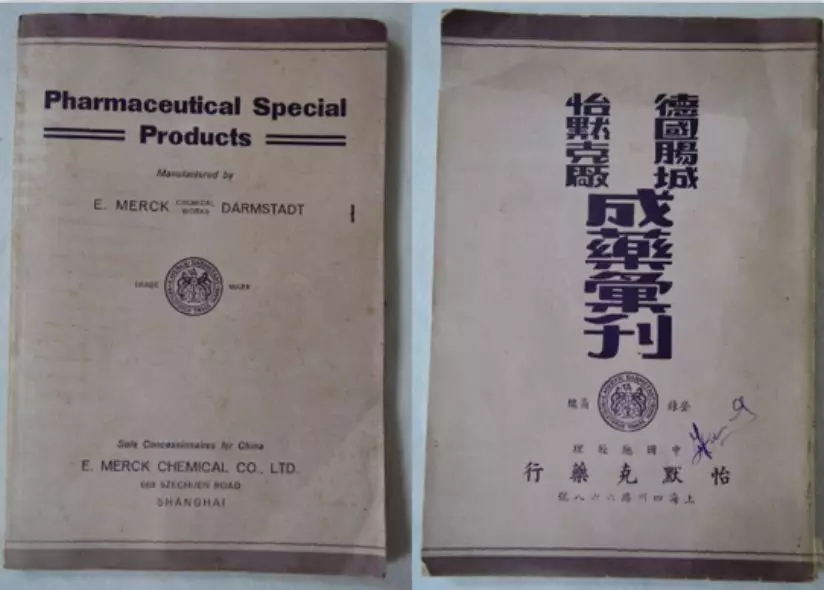 Pharmaceutical Special
Products
Manufactured by
E. MERCK CHEMICAL WORKS DARMSTADT
TRADE MARK
Sole Concessionaires for China
E. MERCK CHEMICAL CO., LTD.
668 SZECHUEN ROAD
SHANGHAI
德國腸城
怡默克廠
成藥彙刊
登錄商標
中國總經理
怡默克藥行
上海四川路六六八號